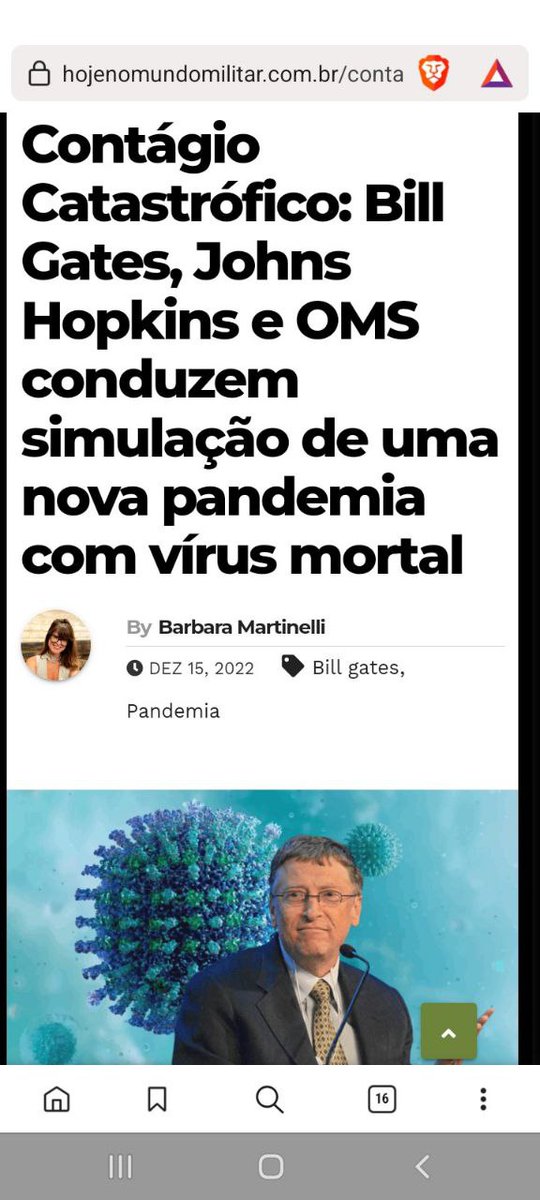 hojenomundomilitar.com.br/conta
Contágio
Catastrófico: Bill
Gates, Johns
Hopkins e OMS
conduzem
simulação de uma
nova pandemia
com vírus mortal
By Barbara Martinelli
DEZ 15, 2022 Bill gates,
Pandemia
16